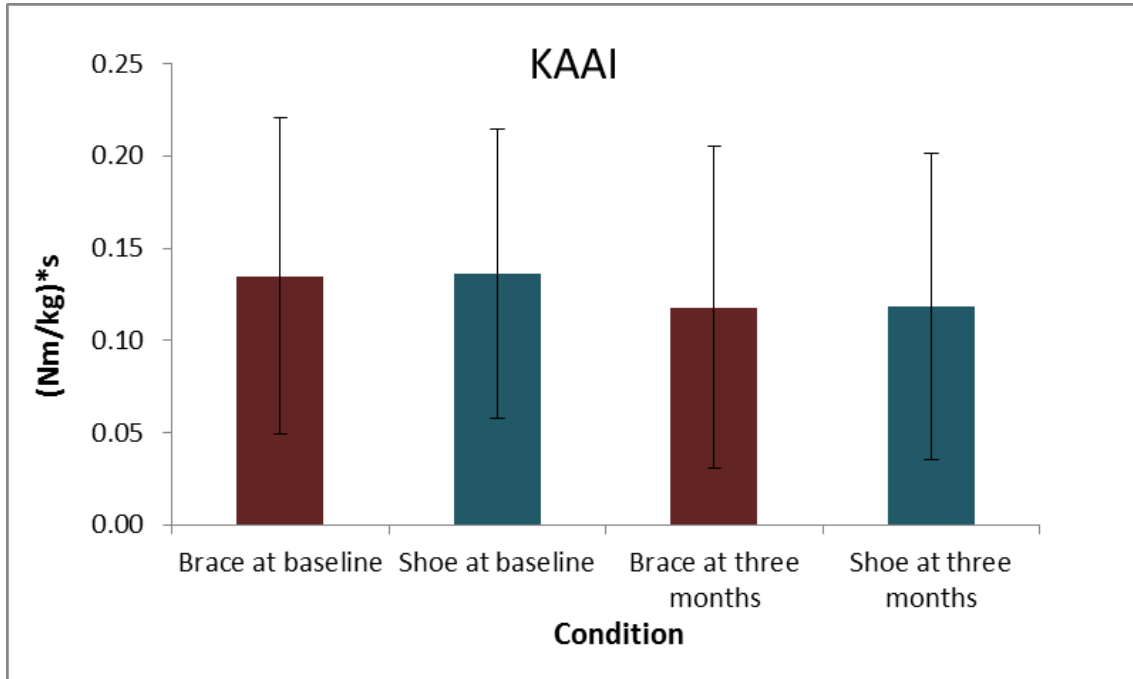 KAAI
0.25
0.20
0.15
0.10
0.05
0.00
(Nm/kg)*s
Brace at baseline
Shoe at baseline
Brace at three
months
Shoe at three
months
Condition